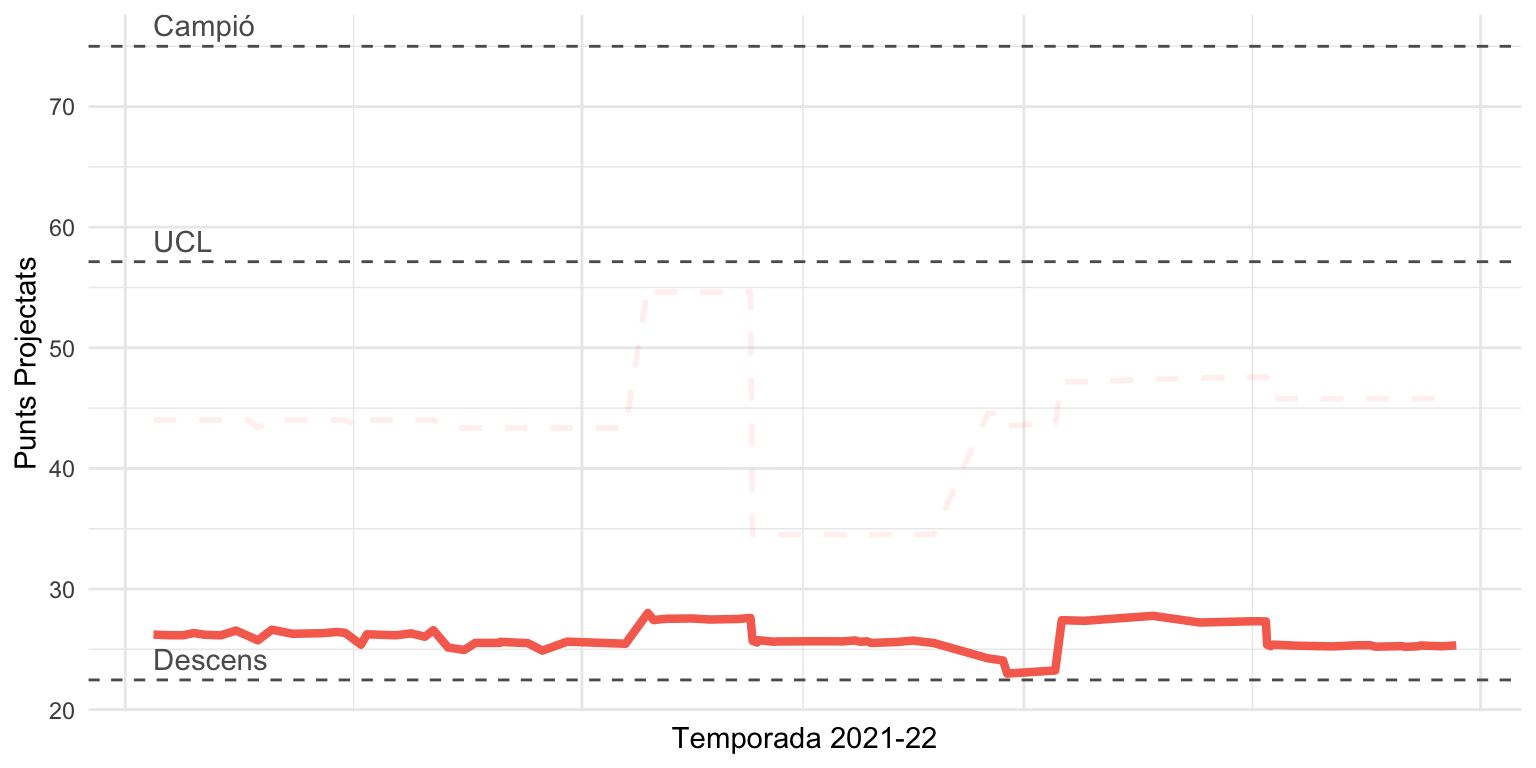 Campió
70
60
UCL
50
Punts Projectats
40
30
Descens
20
Temporada 2021-22